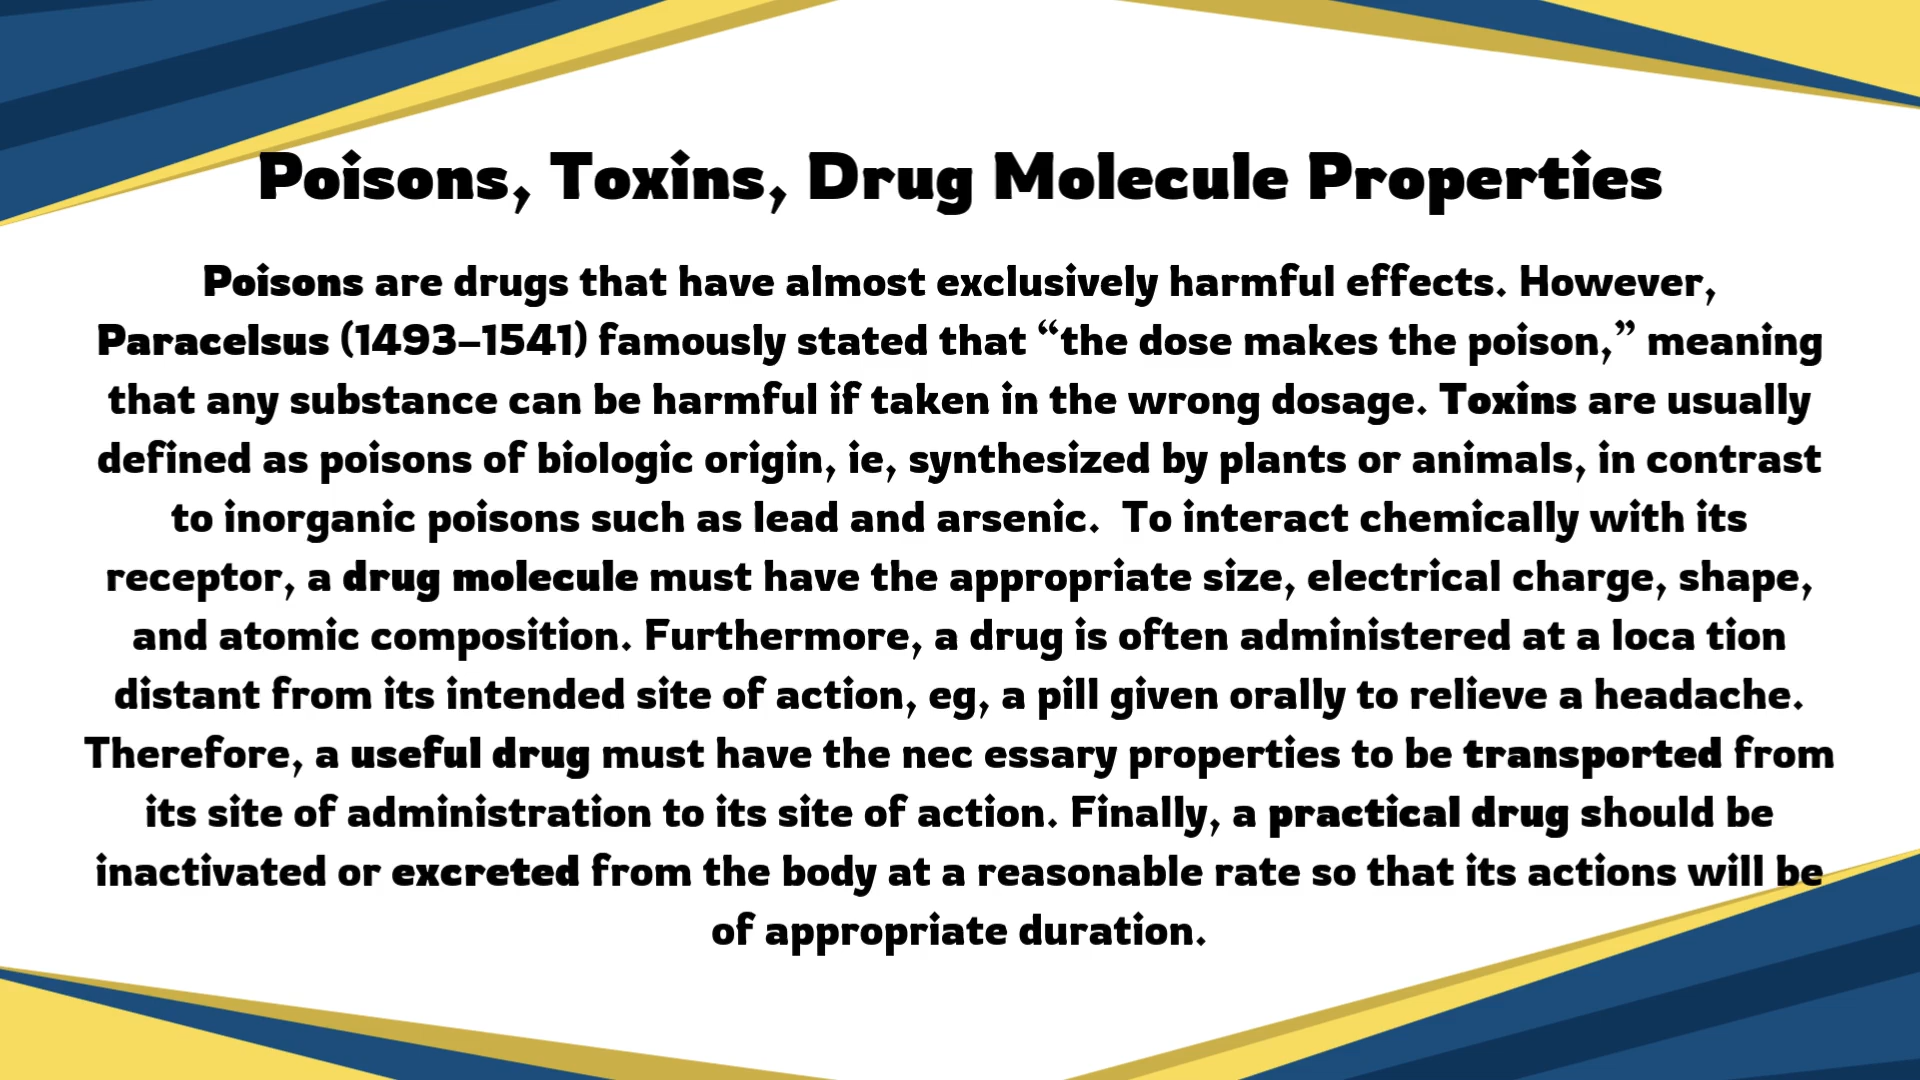 Poisons, Toxins, Drug Molecule Properties
Poisons are drugs that have almost exclusively harmful effects. However,
Paracelsus (1493–1541) famously stated that “the dose makes the poison,” meaning
that any substance can be harmful if taken in the wrong dosage. Toxins are usually
defined as poisons of biologic origin, ie, synthesized by plants or animals, in contrast
to inorganic poisons such as lead and arsenic.  To interact chemically with its
receptor, a drug molecule must have the appropriate size, electrical charge, shape,
and atomic composition. Furthermore, a drug is often administered at a loca tion
distant from its intended site of action, eg, a pill given orally to relieve a headache.
Therefore, a useful drug must have the nec essary properties to be transported from
its site of administration to its site of action. Finally, a practical drug should be
inactivated or excreted from the body at a reasonable rate so that its actions will be
of appropriate duration.